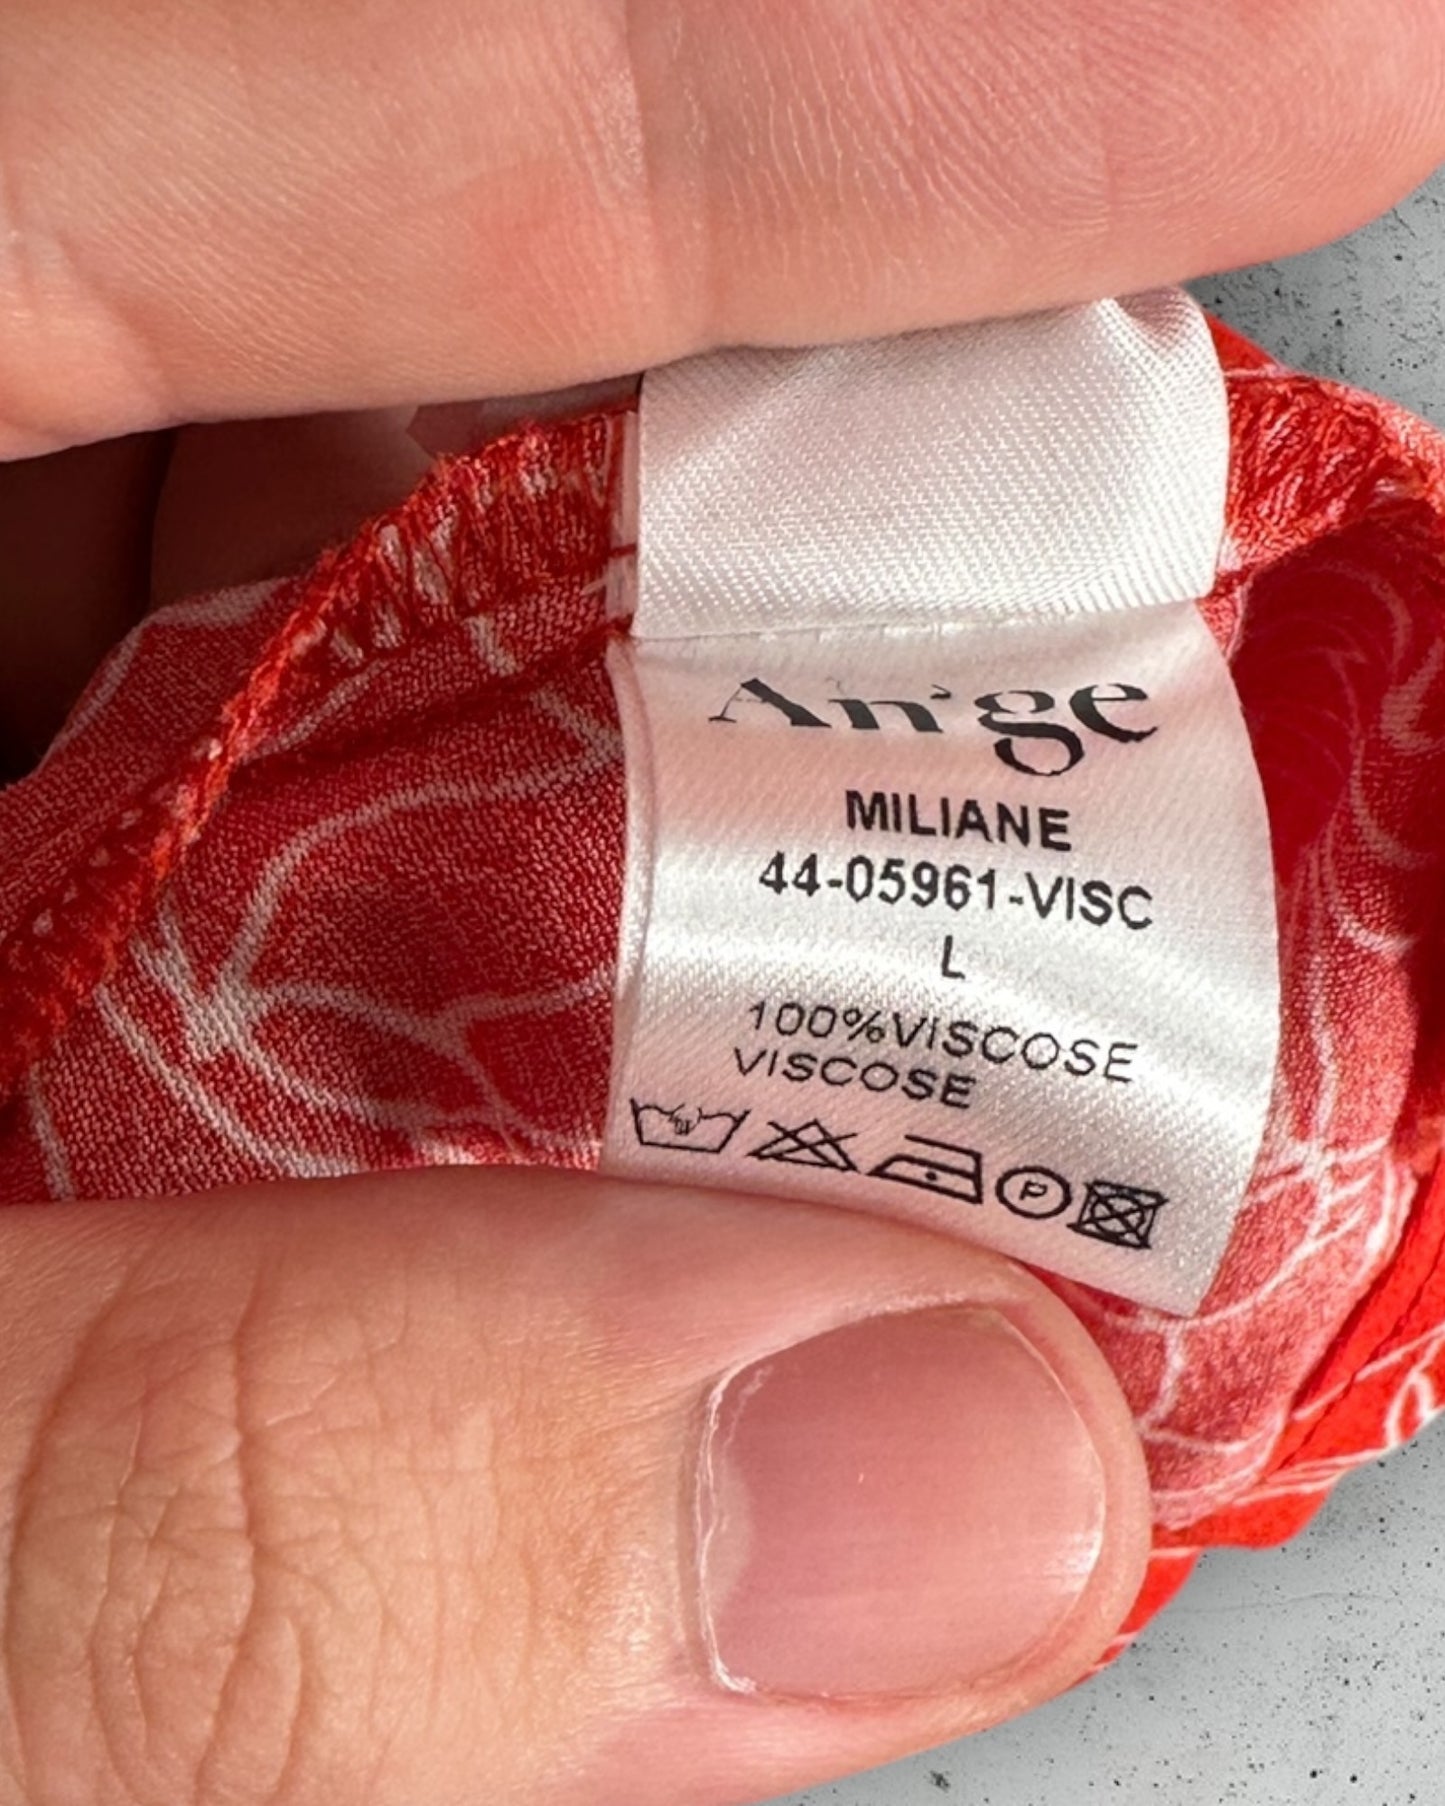 An'ge
MILIANE
44-05961-VISC
L
100%VISCOSE
VISCOSE
P